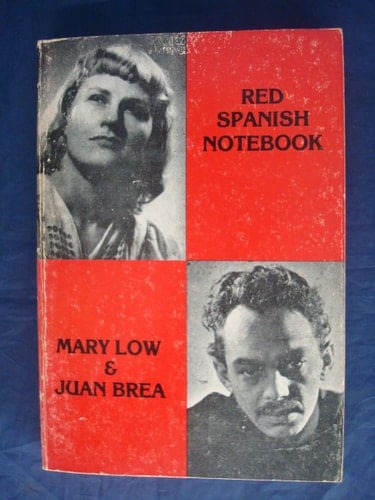 RED
SPANISH
NOTEBOOK
MARY LOW
&
JUAN BREA